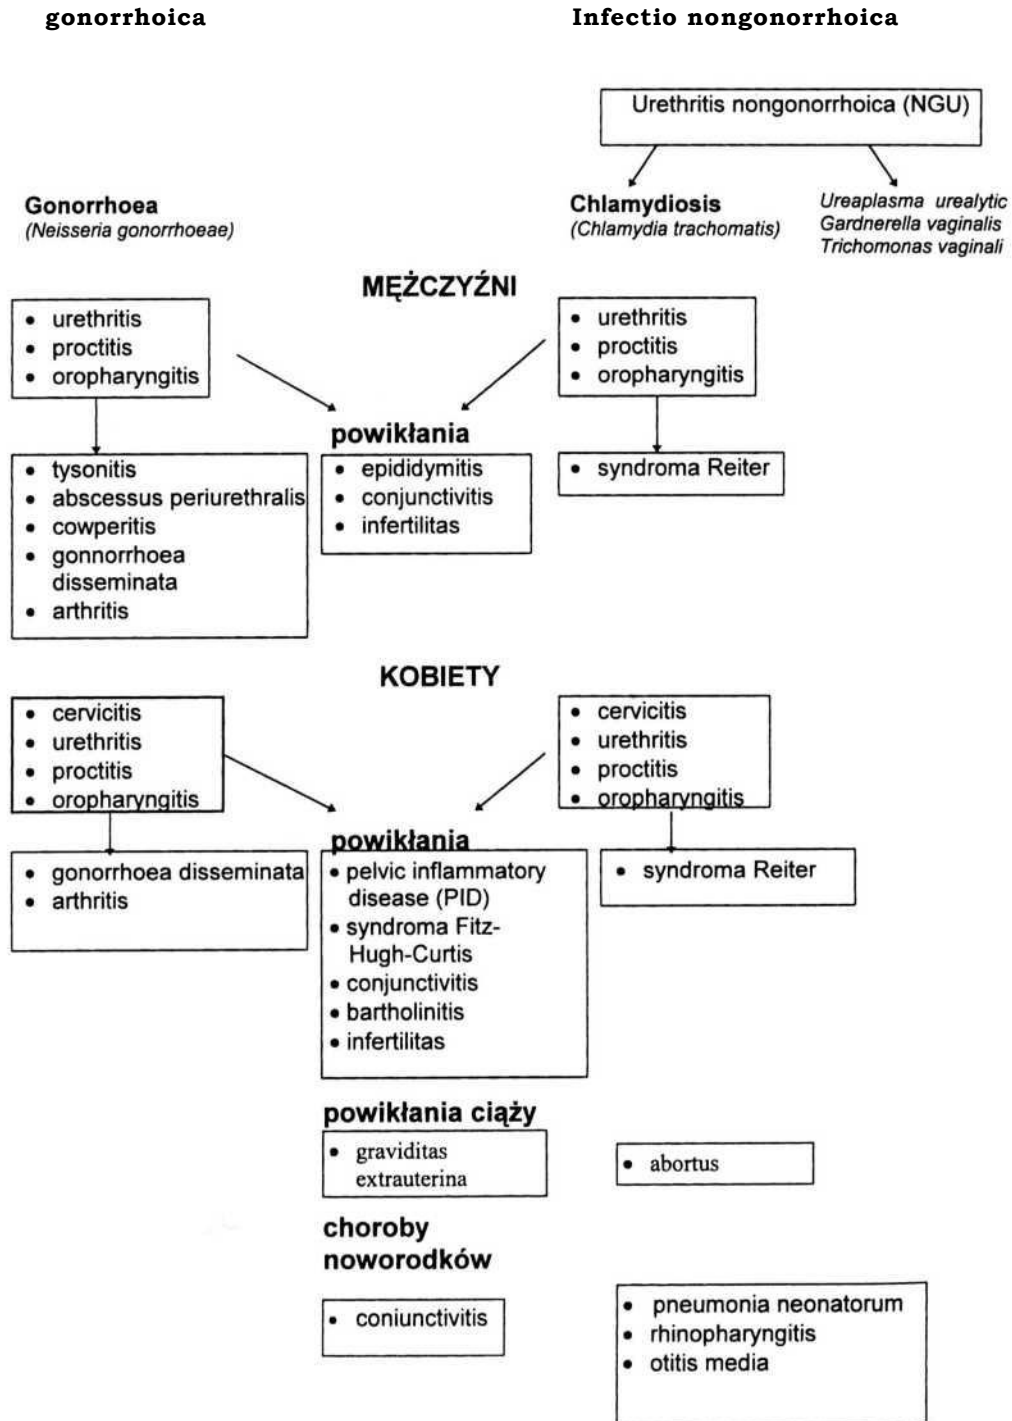 gonorrhoica
Infectio nongonorrhoica
Urethritis nongonorrhoica (NGU)
Gonorrhoea
(Neisseria gonorrhoeae)
Chlamydiosis
(Chlamydia trachomatis)
Ureaplasma urealytic
Gardnerella vaginalis
Trichomonas vaginali
MĘŻCZYŹNI
• urethritis
• proctitis
• oropharyngitis
• urethritis
• proctitis
• oropharyngitis
powikłania
• tysonitis
• abscessus periurethralis
• cowperitis
• gonnorrhoea
disseminata
• arthritis
• epididymitis
• conjunctivitis
• infertilitas
• syndroma Reiter
KOBIETY
• cervicitis
• urethritis
• proctitis
• oropharyngitis
• cervicitis
• urethritis
• proctitis
• oropharyngitis
powikłania
• gonorrhoea disseminata
• arthritis
• pelvic inflammatory
disease (PID)
• syndroma Fitz-
Hugh-Curtis
• conjunctivitis
• bartholinitis
• infertilitas
• syndroma Reiter
powikłania ciąży
• graviditas
extrauterina
• abortus
choroby
noworodków
• coniunctivitis
• pneumonia neonatorum
• rhinopharyngitis
• otitis media